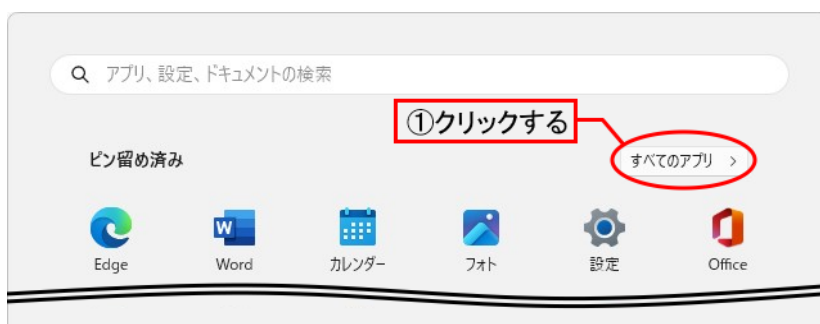 アプリ、設定、ドキュメントの検索
①クリックする
ピン留め済み
すべてのアプリ >
Edge
Word
カレンダー
フォト
設定
Office